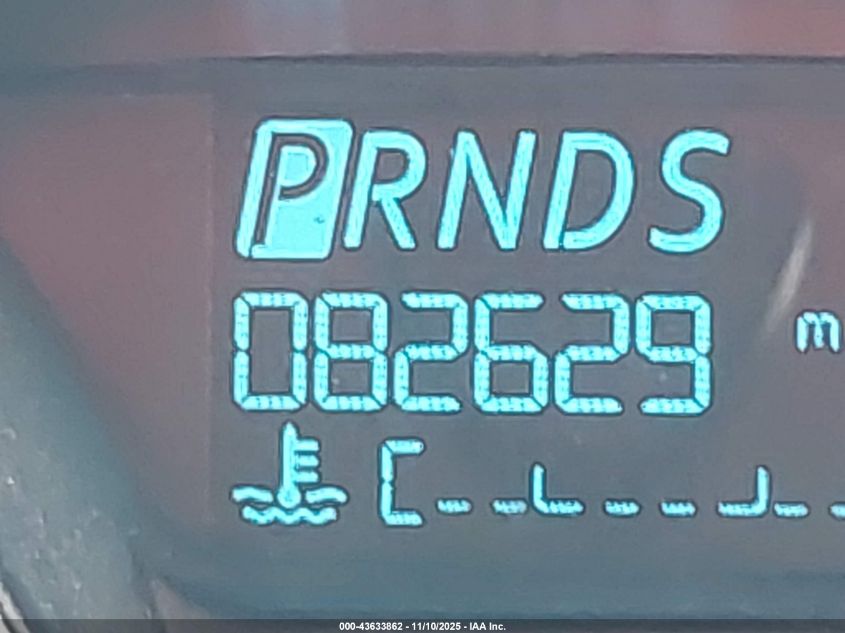 PRNDS
082629 m
C
000-43633862 - 11/10/2025 - IAA Inc.